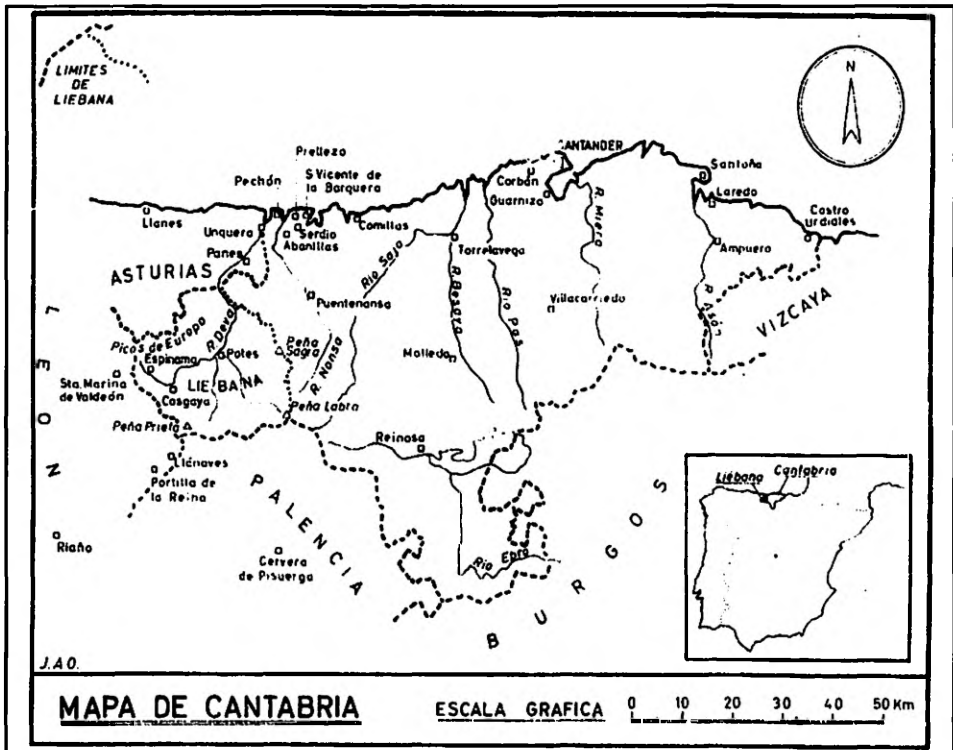 LIMITES
DE
LIEBANA
N
Prellezo
Pechón
S. Vicente de
la Barquera
SANTANDER
Corbán
Guarnizo
Santoña
Laredo
Castro
Urdiales
Llanes
Unquera
Serdio
Abanillas
Comillas
Torrelavega
Ampuero
Panes
ASTURIAS
Rio Saja
R. Besaya
Rio Pas
R. Miera
R. Asón
VIZCAYA
Puentenansa
Villacarriedo
Picos de Europa
R. Deva
Peña
Sagra
R. Nansa
Molledo
Espinama
Potes
LIEBANA
Sta. Marina
de Valdeón
Cosgaya
Peña Labra
Peña Prieta
LEON
Reinosa
Llánaves
Portilla de
la Reina
PALENCIA
BURGOS
Riaño
Cervera
de Pisuerga
Rio Ebro
Liébana
Cantabria
J.A.O.
MAPA DE CANTABRIA
ESCALA GRAFICA
0 10 20 30 40 50 Km